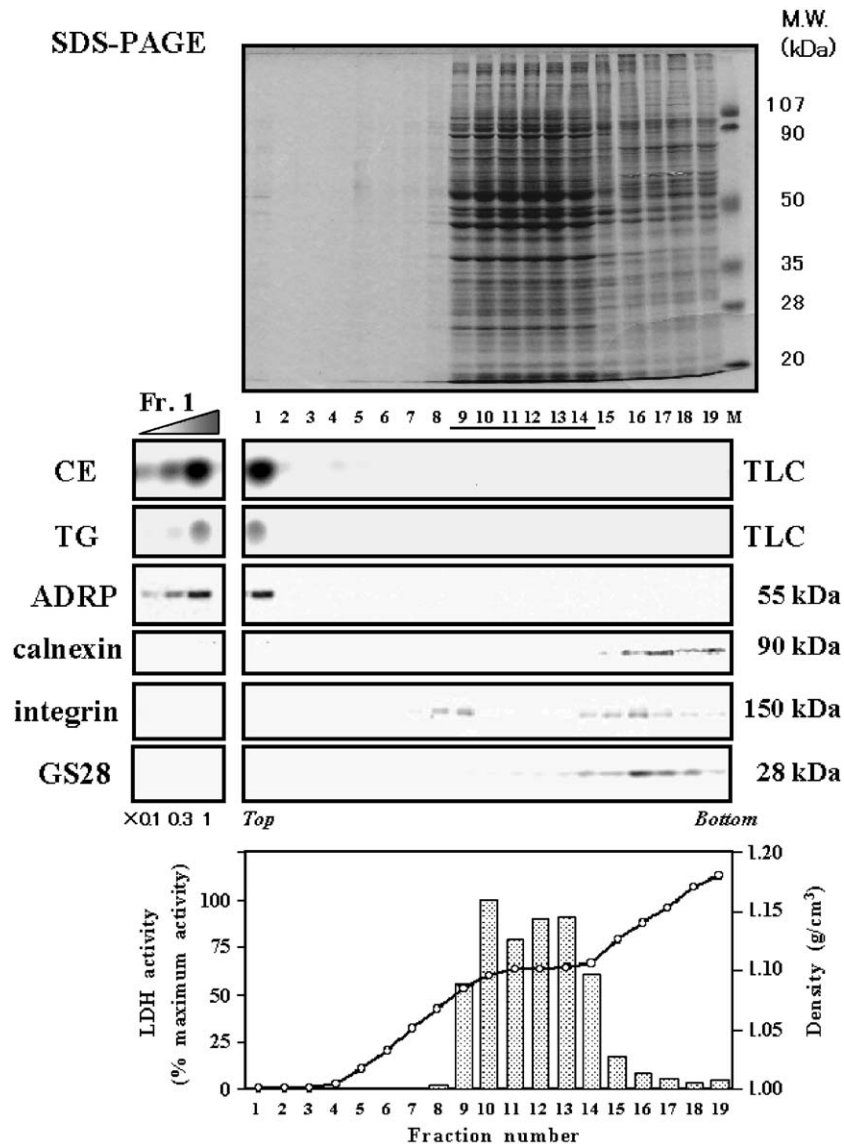 SDS-PAGE
M.W.
(kDa)
107
90
50
35
28
20
Fr. 1
1 2 3 4 5 6 7 8 9 10 11 12 13 14 15 16 17 18 19 M
CE TLC
TG TLC
ADRP 55 kDa
calnexin 90 kDa
integrin 150 kDa
GS28 28 kDa
×0.1 0.3 1 Top Bottom
LDH activity
(% maximum activity)
100
75
50
25
0
1.20
1.15
1.10
1.05
1.00
Density (g/cm³)
1 2 3 4 5 6 7 8 9 10 11 12 13 14 15 16 17 18 19
Fraction number